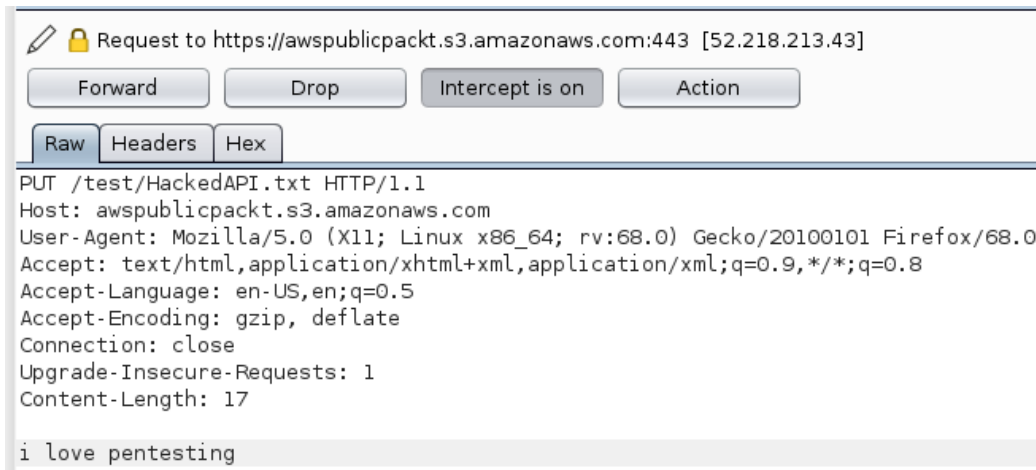 Request to https://awspublicpackt.s3.amazonaws.com:443 [52.218.213.43]
Forward Drop Intercept is on Action
Raw Headers Hex
PUT /test/HackedAPI.txt HTTP/1.1
Host: awspublicpackt.s3.amazonaws.com
User-Agent: Mozilla/5.0 (X11; Linux x86_64; rv:68.0) Gecko/20100101 Firefox/68.0
Accept: text/html,application/xhtml+xml,application/xml;q=0.9,*/*;q=0.8
Accept-Language: en-US,en;q=0.5
Accept-Encoding: gzip, deflate
Connection: close
Upgrade-Insecure-Requests: 1
Content-Length: 17
i love pentesting